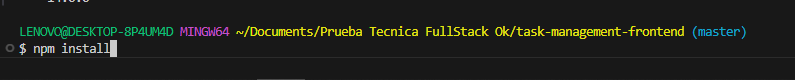 LENOVO@DESKTOP-8P4UM4D MINGW64 ~/Documents/Prueba Tecnica FullStack Ok/task-management-frontend (master)
$ npm install